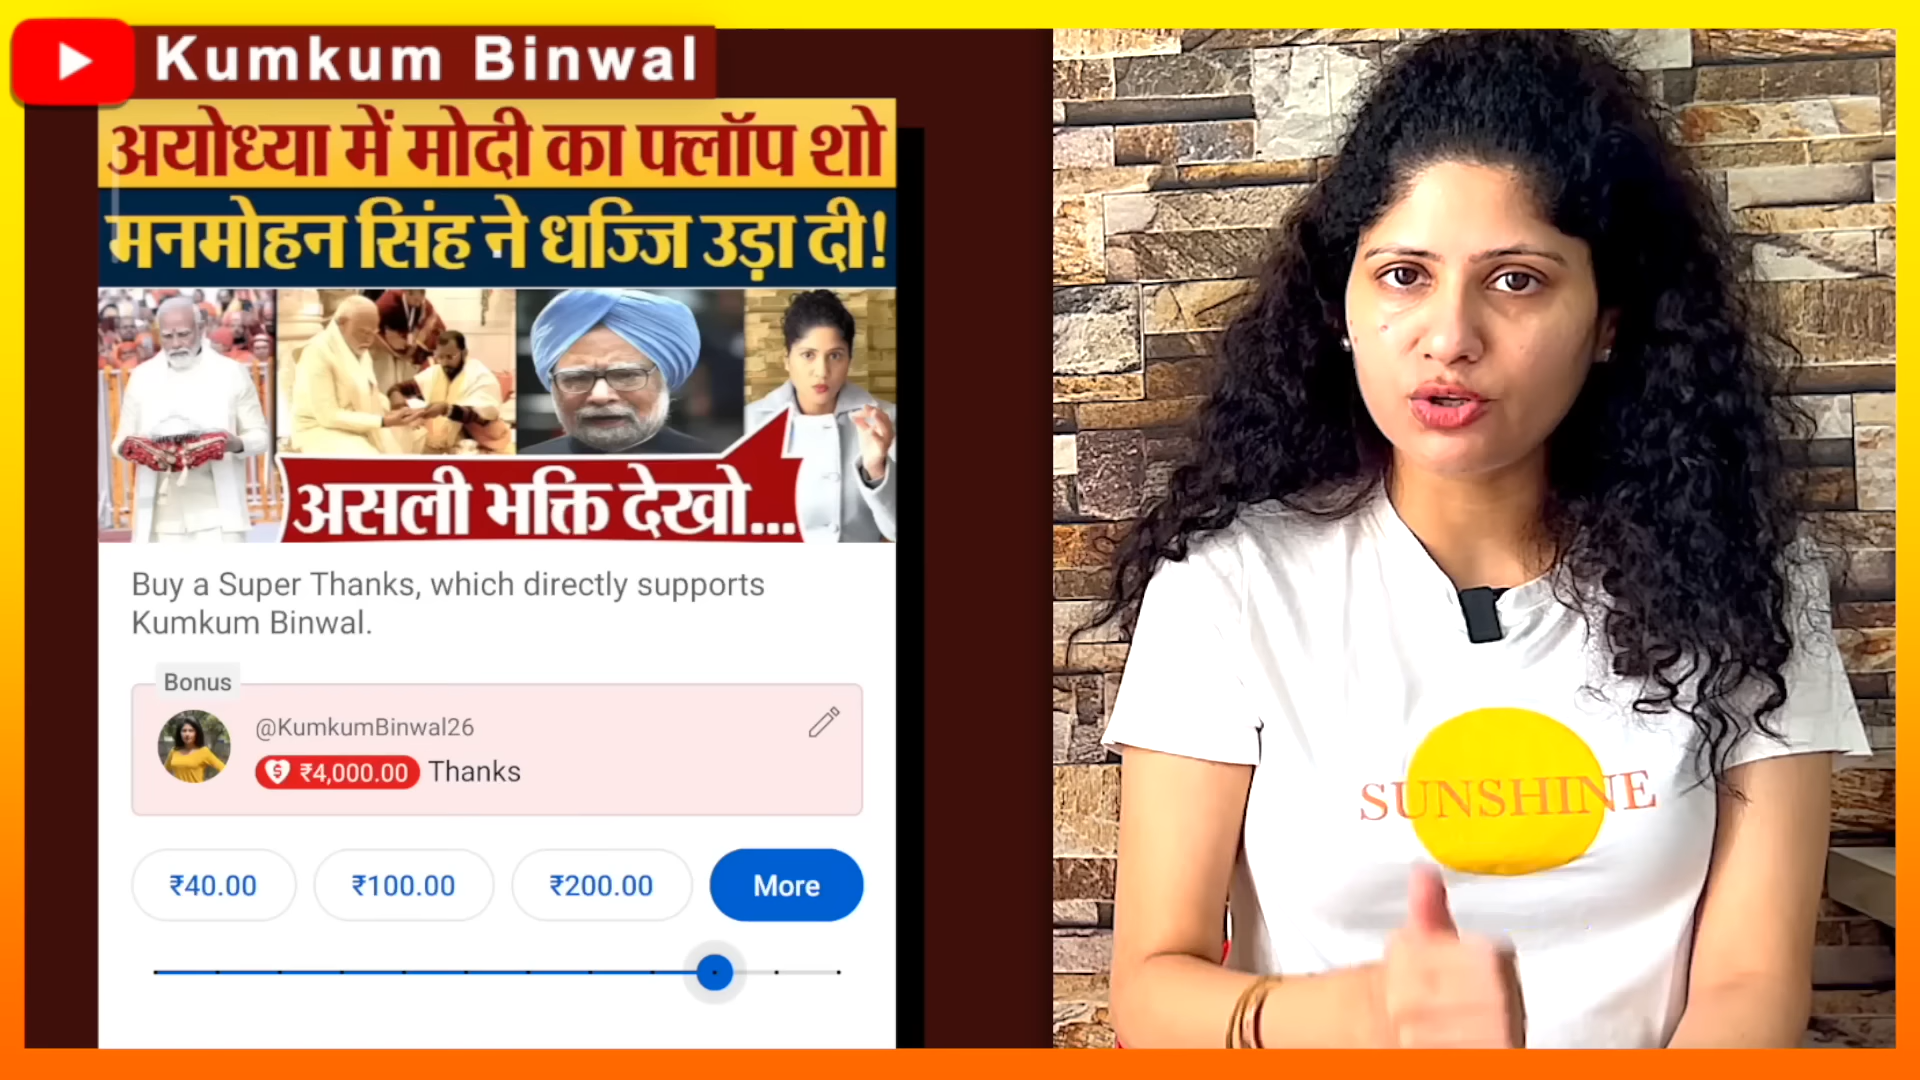 Kumkum Binwal
अयोध्या में मोदी का फ्लॉप शो
मनमोहन सिंह ने धज्जि उड़ा दी!
असली भक्ति देखो...
Buy a Super Thanks, which directly supports
Kumkum Binwal.
Bonus
@KumkumBinwal26
₹4,000.00 Thanks
₹40.00 ₹100.00 ₹200.00 More
SUNSHINE